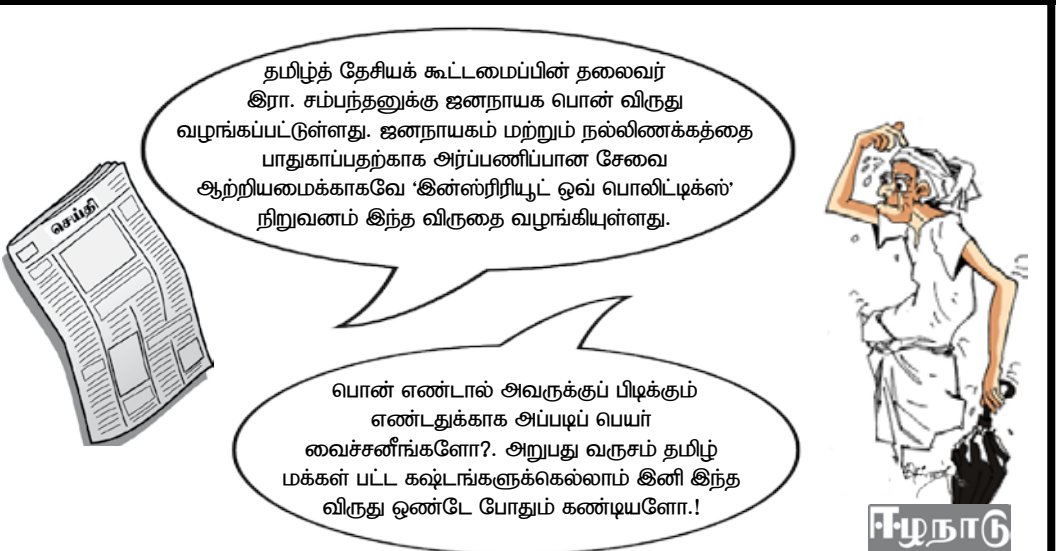 செய்தி
தமிழ்த் தேசியக் கூட்டமைப்பின் தலைவர்
இரா. சம்பந்தனுக்கு ஜனநாயக பொன் விருது
வழங்கப்பட்டுள்ளது. ஜனநாயகம் மற்றும் நல்லிணக்கத்தை
பாதுகாப்பதற்காக அர்ப்பணிப்பான சேவை
ஆற்றியமைக்காகவே ‘இன்ஸ்ரிரியூட் ஒவ் பொலிட்டிக்ஸ்’
நிறுவனம் இந்த விருதை வழங்கியுள்ளது.
பொன் எண்டால் அவருக்குப் பிடிக்கும்
எண்டதுக்காக அப்படிப் பெயர்
வைச்சனீங்களோ?. அறுபது வருசம் தமிழ்
மக்கள் பட்ட கஷ்டங்களுக்கெல்லாம் இனி இந்த
விருது ஒண்டே போதும் கண்டியளோ.!
ஈழநாடு